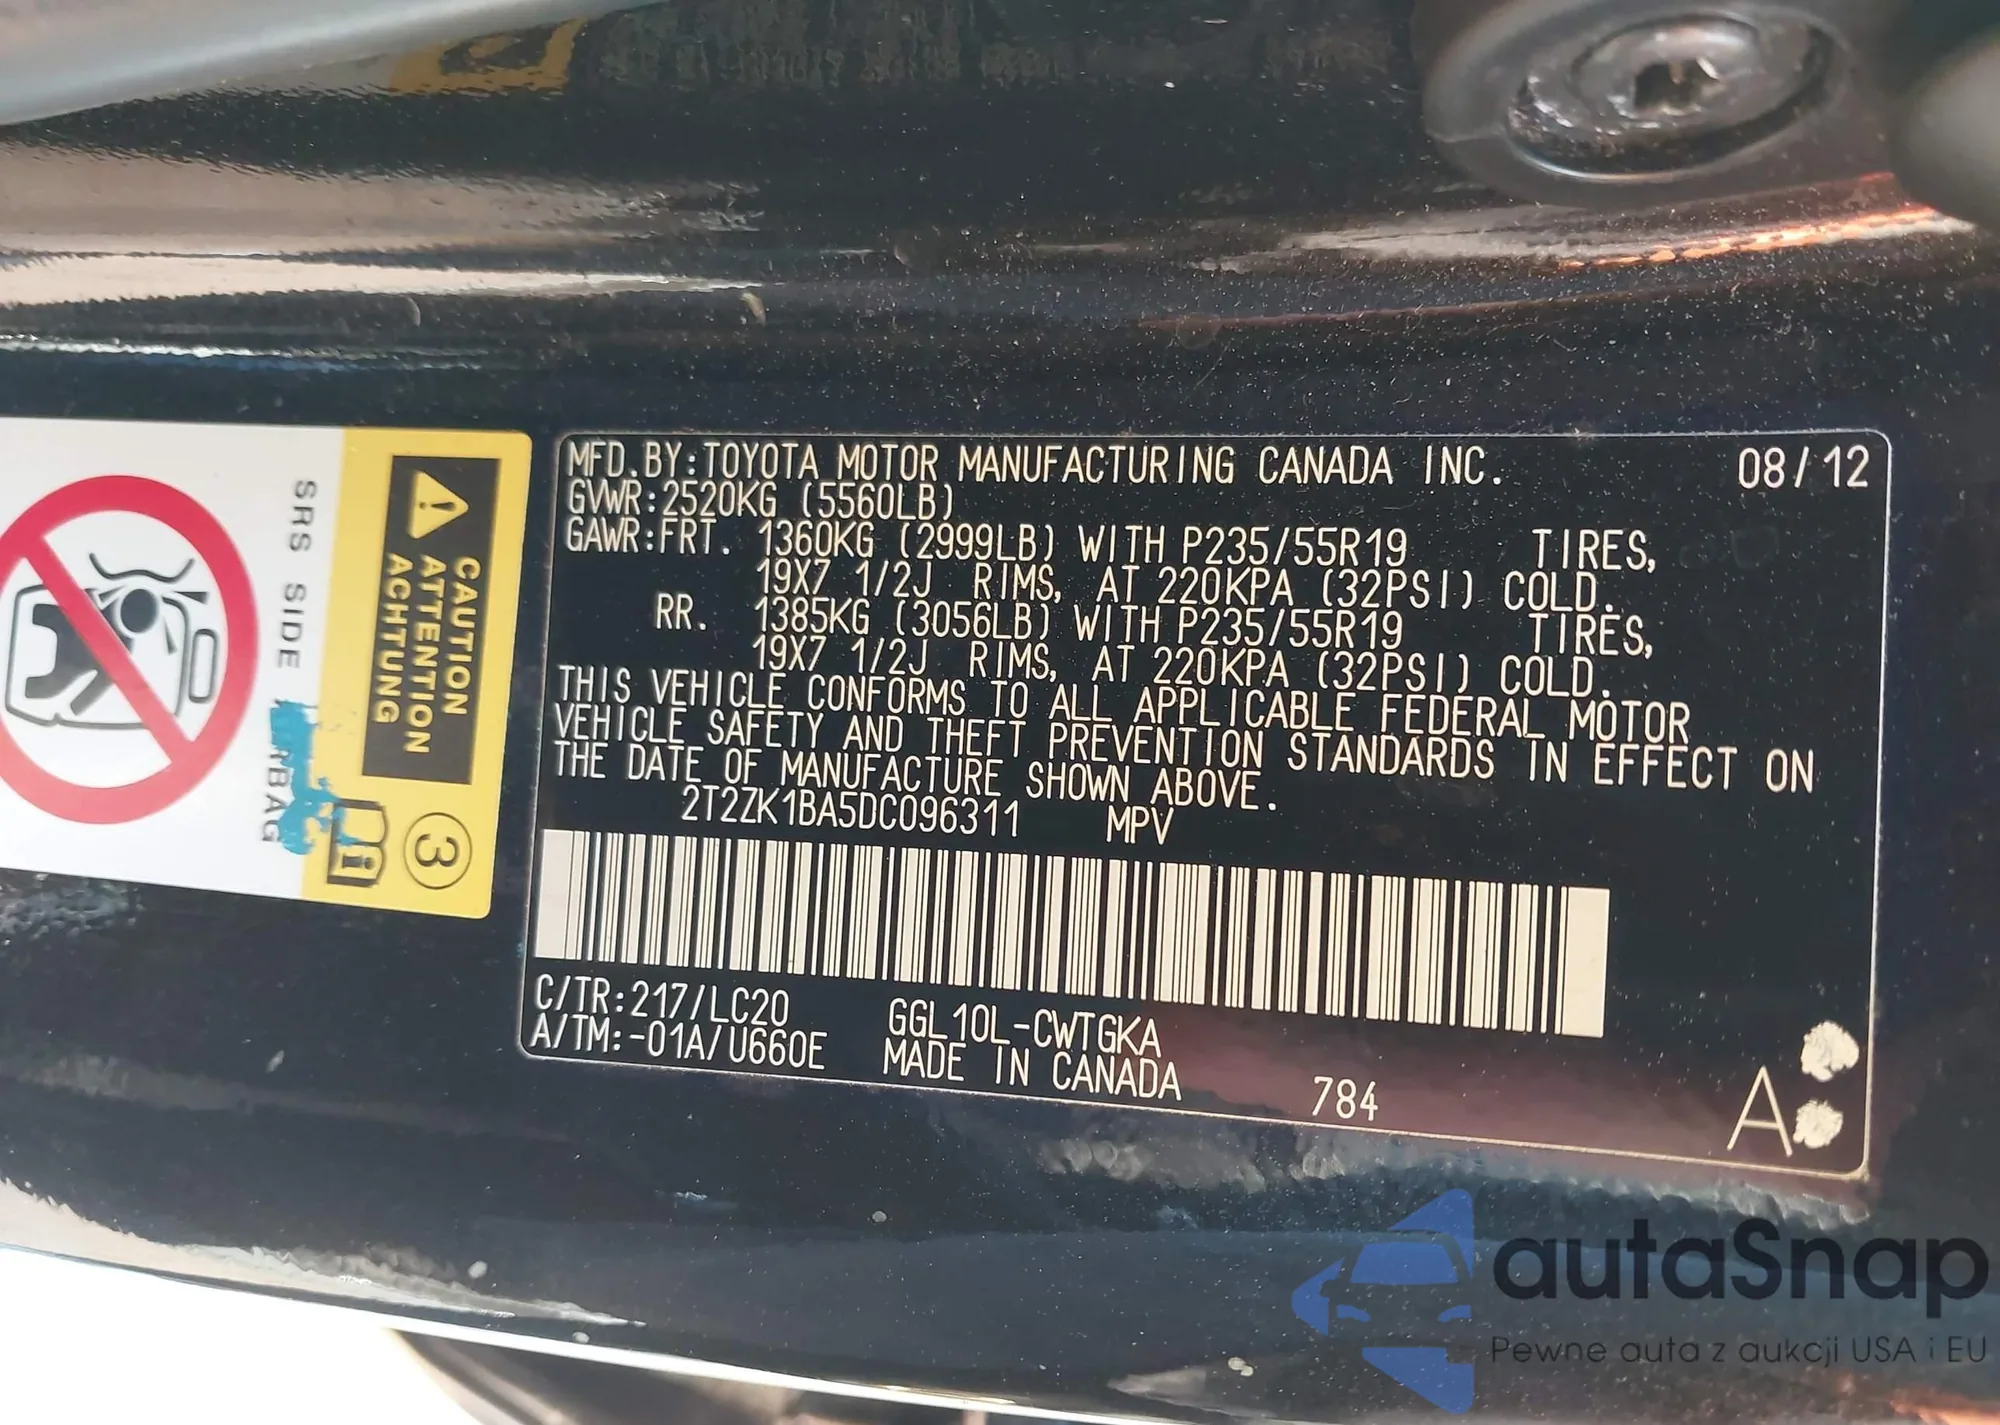 MFD.BY:TOYOTA MOTOR MANUFACTURING CANADA INC. 08/12
GVWR:2520KG (5560LB)
GAWR:FRT. 1360KG (2999LB) WITH P235/55R19 TIRES,
19X7 1/2J RIMS, AT 220KPA (32PSI) COLD.
RR. 1385KG (3056LB) WITH P235/55R19 TIRES,
19X7 1/2J RIMS, AT 220KPA (32PSI) COLD.
THIS VEHICLE CONFORMS TO ALL APPLICABLE FEDERAL MOTOR
VEHICLE SAFETY AND THEFT PREVENTION STANDARDS IN EFFECT ON
THE DATE OF MANUFACTURE SHOWN ABOVE.
2T2ZK1BA5DC096311 MPV
C/TR:217/LC20 GGL10L-CWTGKA
A/TM:-01A/U660E MADE IN CANADA 784
A
CAUTION
ATTENTION
ACHTUNG
3
SRS SIDE
autaSnap
Pewne auta z aukcji USA i EU